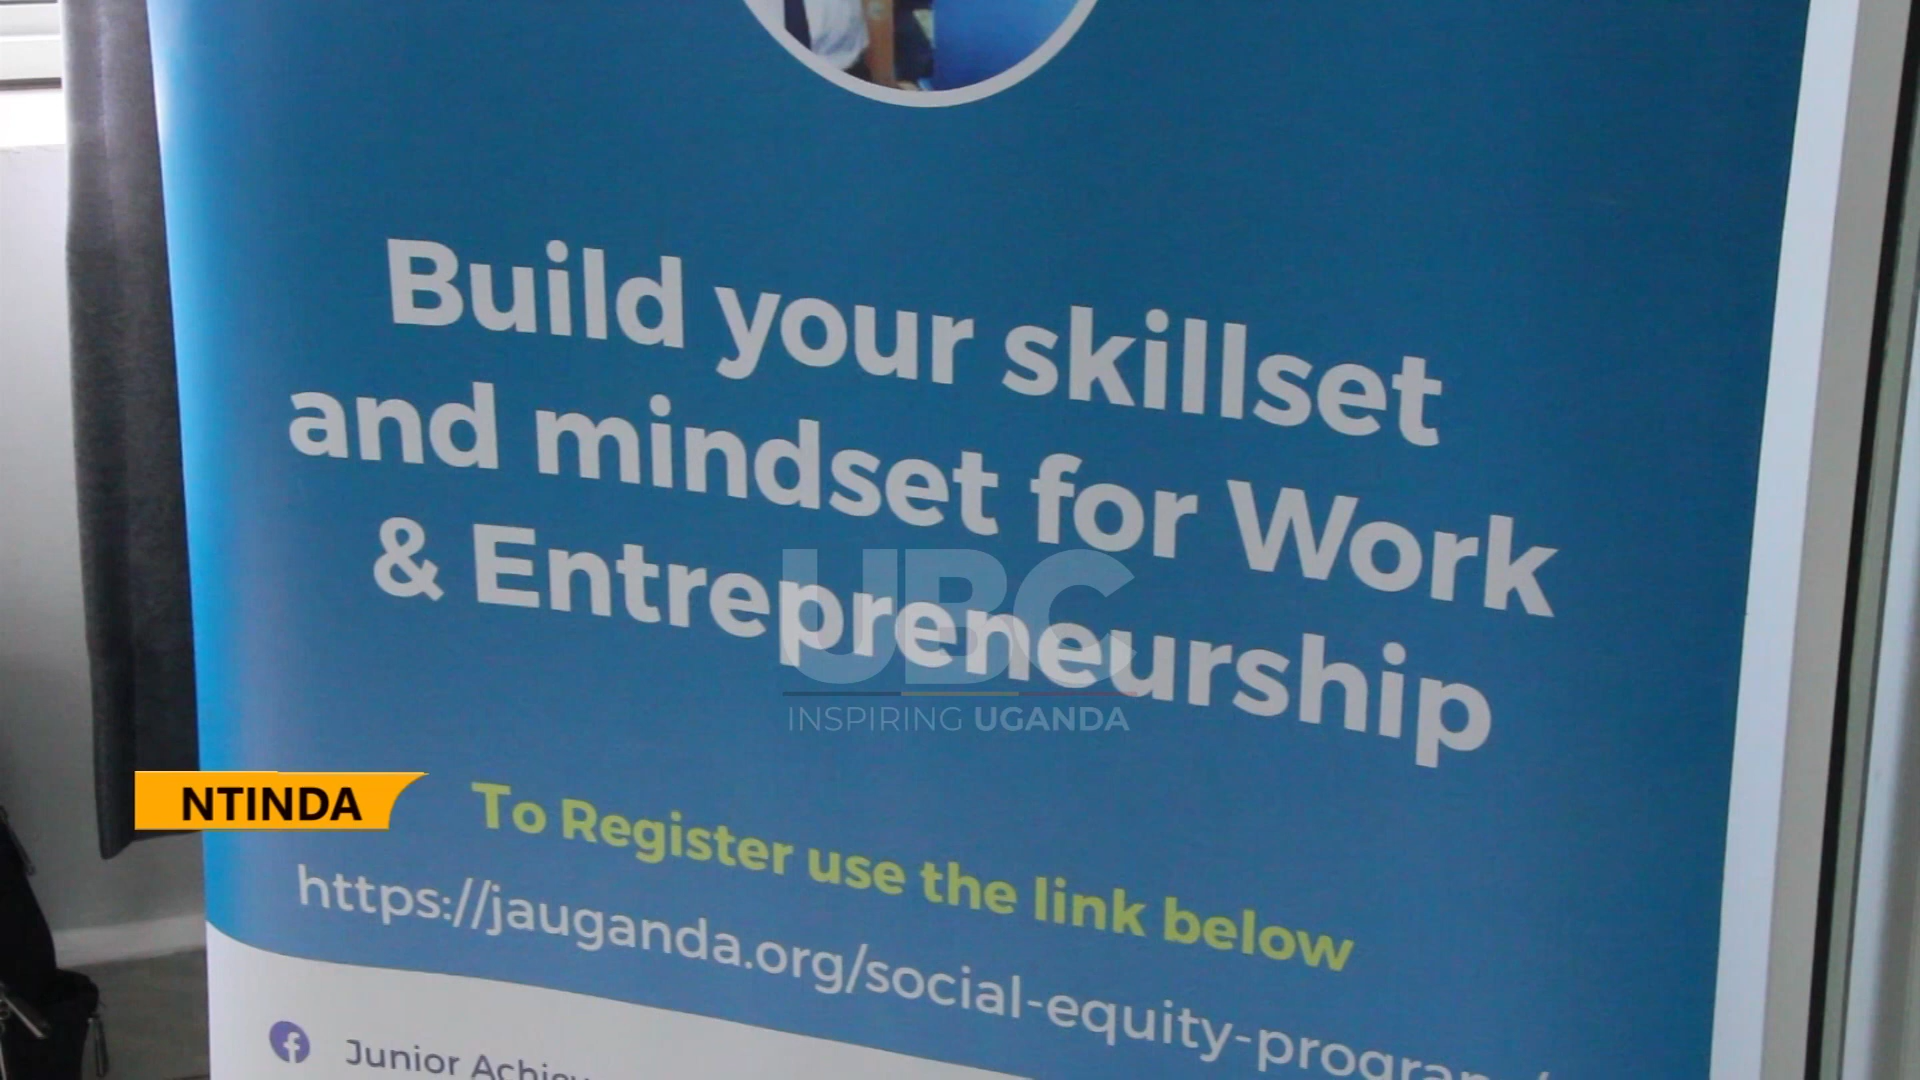 Build your skillset
and mindset for Work
& Entrepreneurship
UBC
INSPIRING UGANDA
NTINDA
To Register use the link below
https://jauganda.org/social-equity-program/
Junior